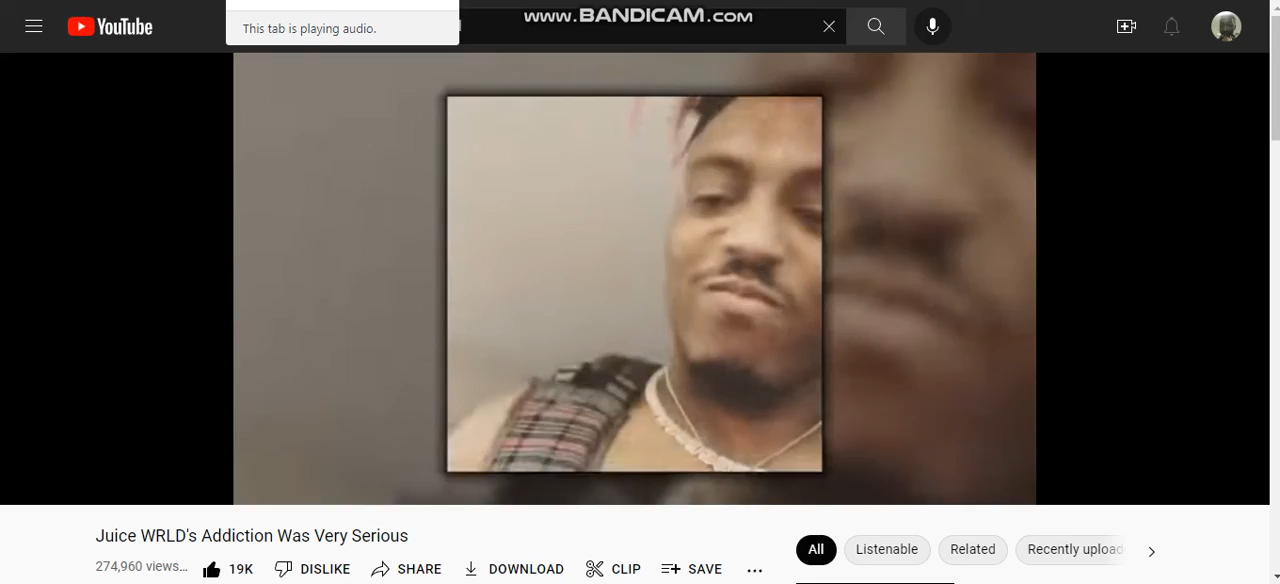 www.BANDICAM.com
YouTube
This tab is playing audio.
Juice WRLD's Addiction Was Very Serious
274,960 views...
19K
DISLIKE
SHARE
DOWNLOAD
CLIP
SAVE
...
All
Listenable
Related
Recently upload